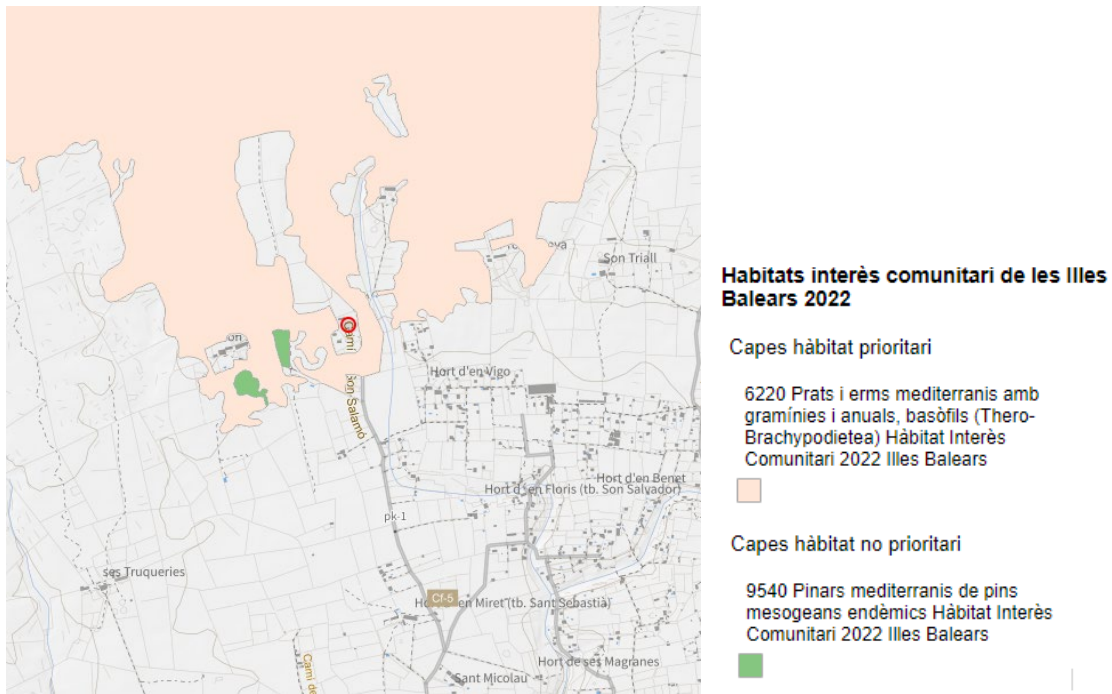 Son Triall
Hort d'en Vigo
Camí
Son Salamó
Hort d'en Benet
Hort d'en Floris (tb. Son Salvador)
pk-1
ses Truqueries
Cf-5
en Miret (tb. Sant Sebastià)
Hort de ses Magranes
Sant Micolau
Camí de
Habitats interès comunitari de les Illes
Balears 2022
Capes hàbitat prioritari
6220 Prats i erms mediterranis amb
gramínies i anuals, basòfils (Thero-
Brachypodietea) Hàbitat Interès
Comunitari 2022 Illes Balears
Capes hàbitat no prioritari
9540 Pinars mediterranis de pins
mesogeans endèmics Hàbitat Interès
Comunitari 2022 Illes Balears